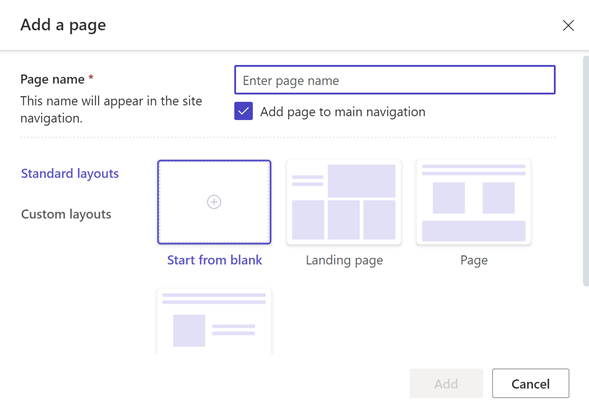 Add a page
Page name *
Enter page name
This name will appear in the site
navigation.
Add page to main navigation
Standard layouts
Custom layouts
Start from blank
Landing page
Page
Add
Cancel